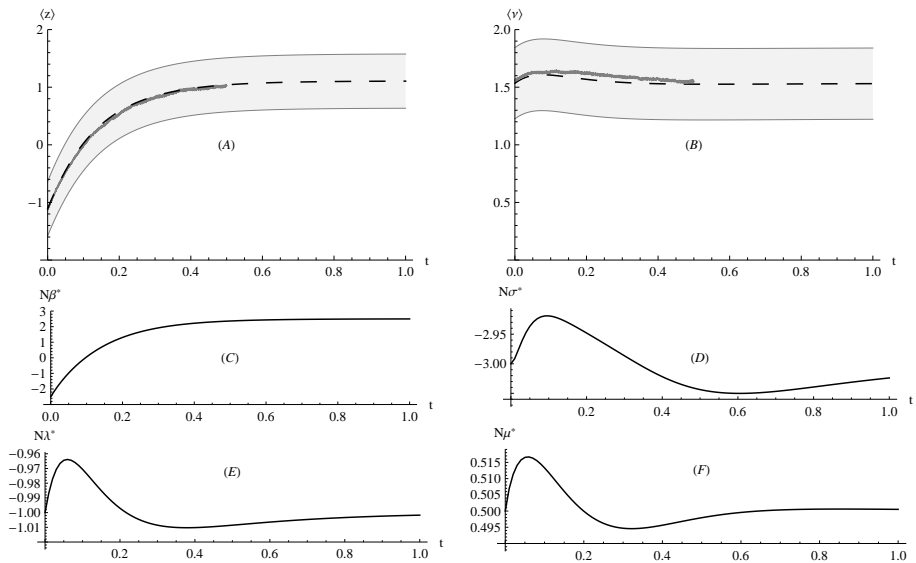 ⟨z⟩
2
1
0
−1
0.0 0.2 0.4 0.6 0.8 1.0 t
(A)
⟨v⟩
2.0
1.5
1.0
0.5
0.0
0.0 0.2 0.4 0.6 0.8 1.0 t
(B)
Nβ*
3
2
1
0
−1
−2
0.0 0.2 0.4 0.6 0.8 1.0 t
(C)
Nσ*
−2.95
−3.00
0.2 0.4 0.6 0.8 1.0 t
(D)
Nλ*
−0.96
−0.97
−0.98
−0.99
−1.00
−1.01
0.2 0.4 0.6 0.8 1.0 t
(E)
Nμ*
0.515
0.510
0.505
0.500
0.495
0.2 0.4 0.6 0.8 1.0 t
(F)